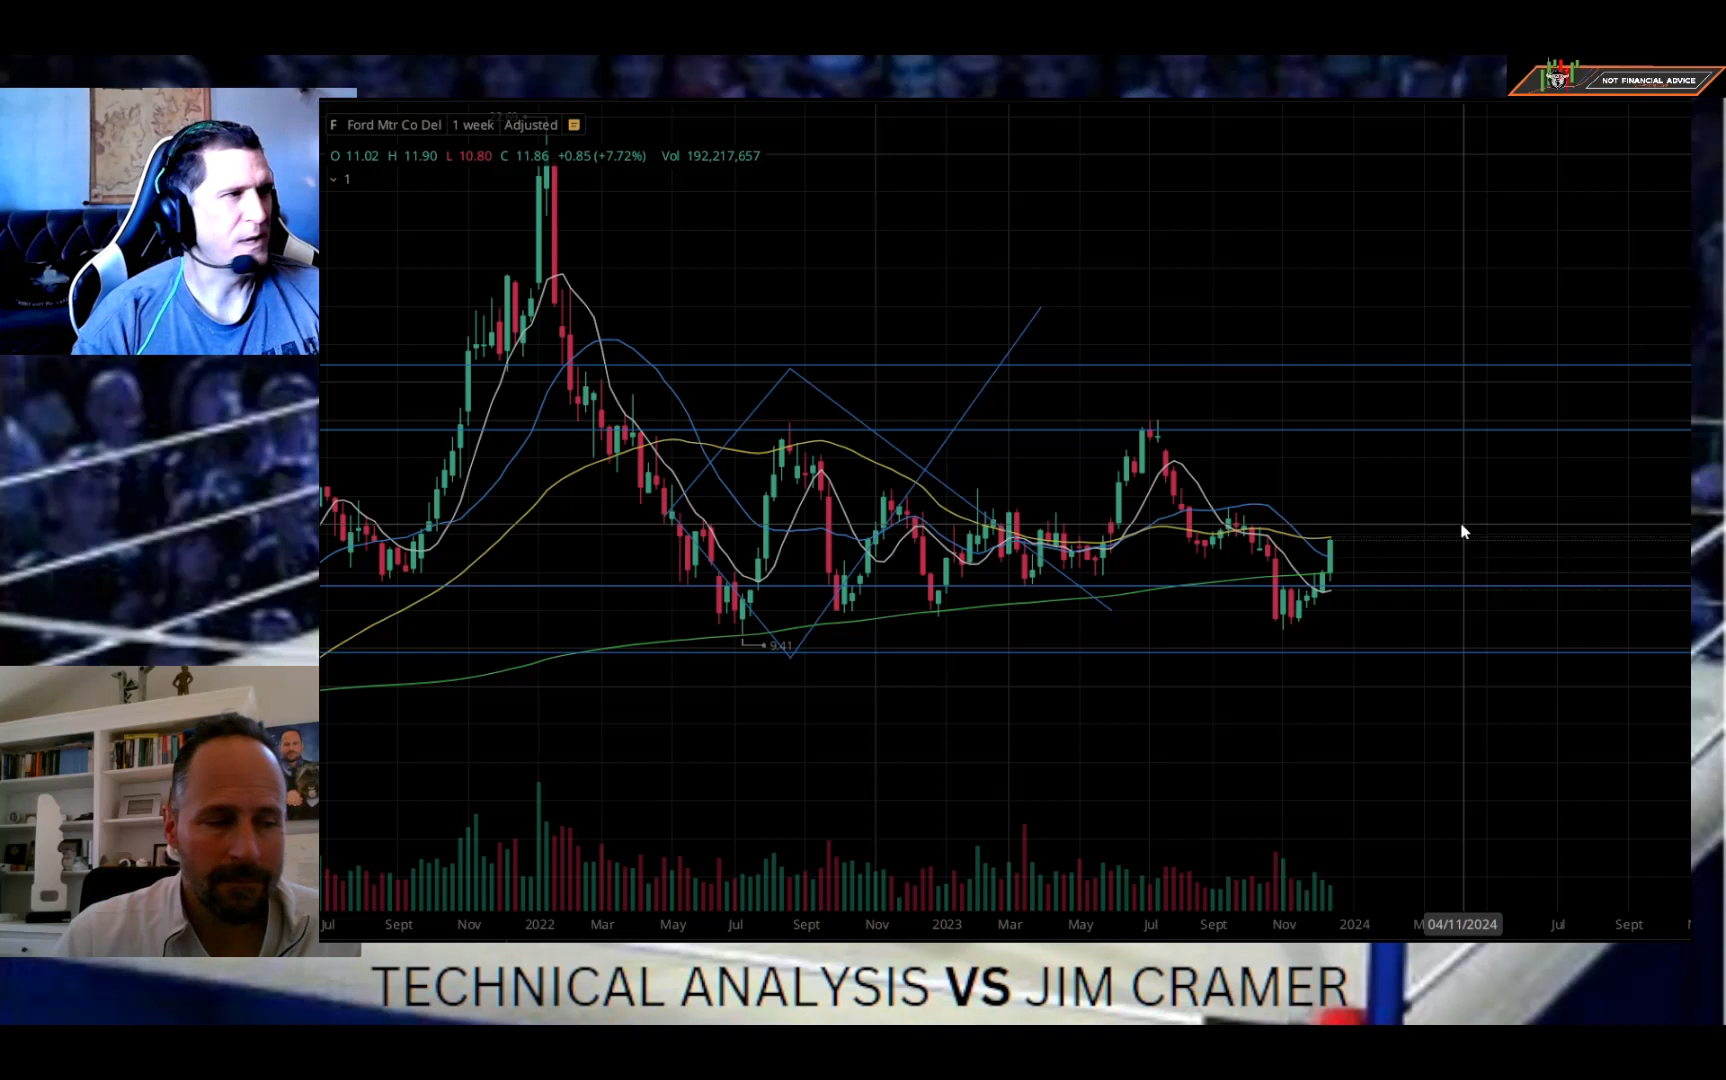 NOT FINANCIAL ADVICE
F Ford Mtr Co Del 1 week Adjusted
O 11.02 H 11.90 L 10.80 C 11.86 +0.85 (+7.72%) Vol 192,217,657
1
9.41
Jul Sept Nov 2022 Mar May Jul Sept Nov 2023 Mar May Jul Sept Nov 2024 M 04/11/2024 Jul Sept
TECHNICAL ANALYSIS VS JIM CRAMER